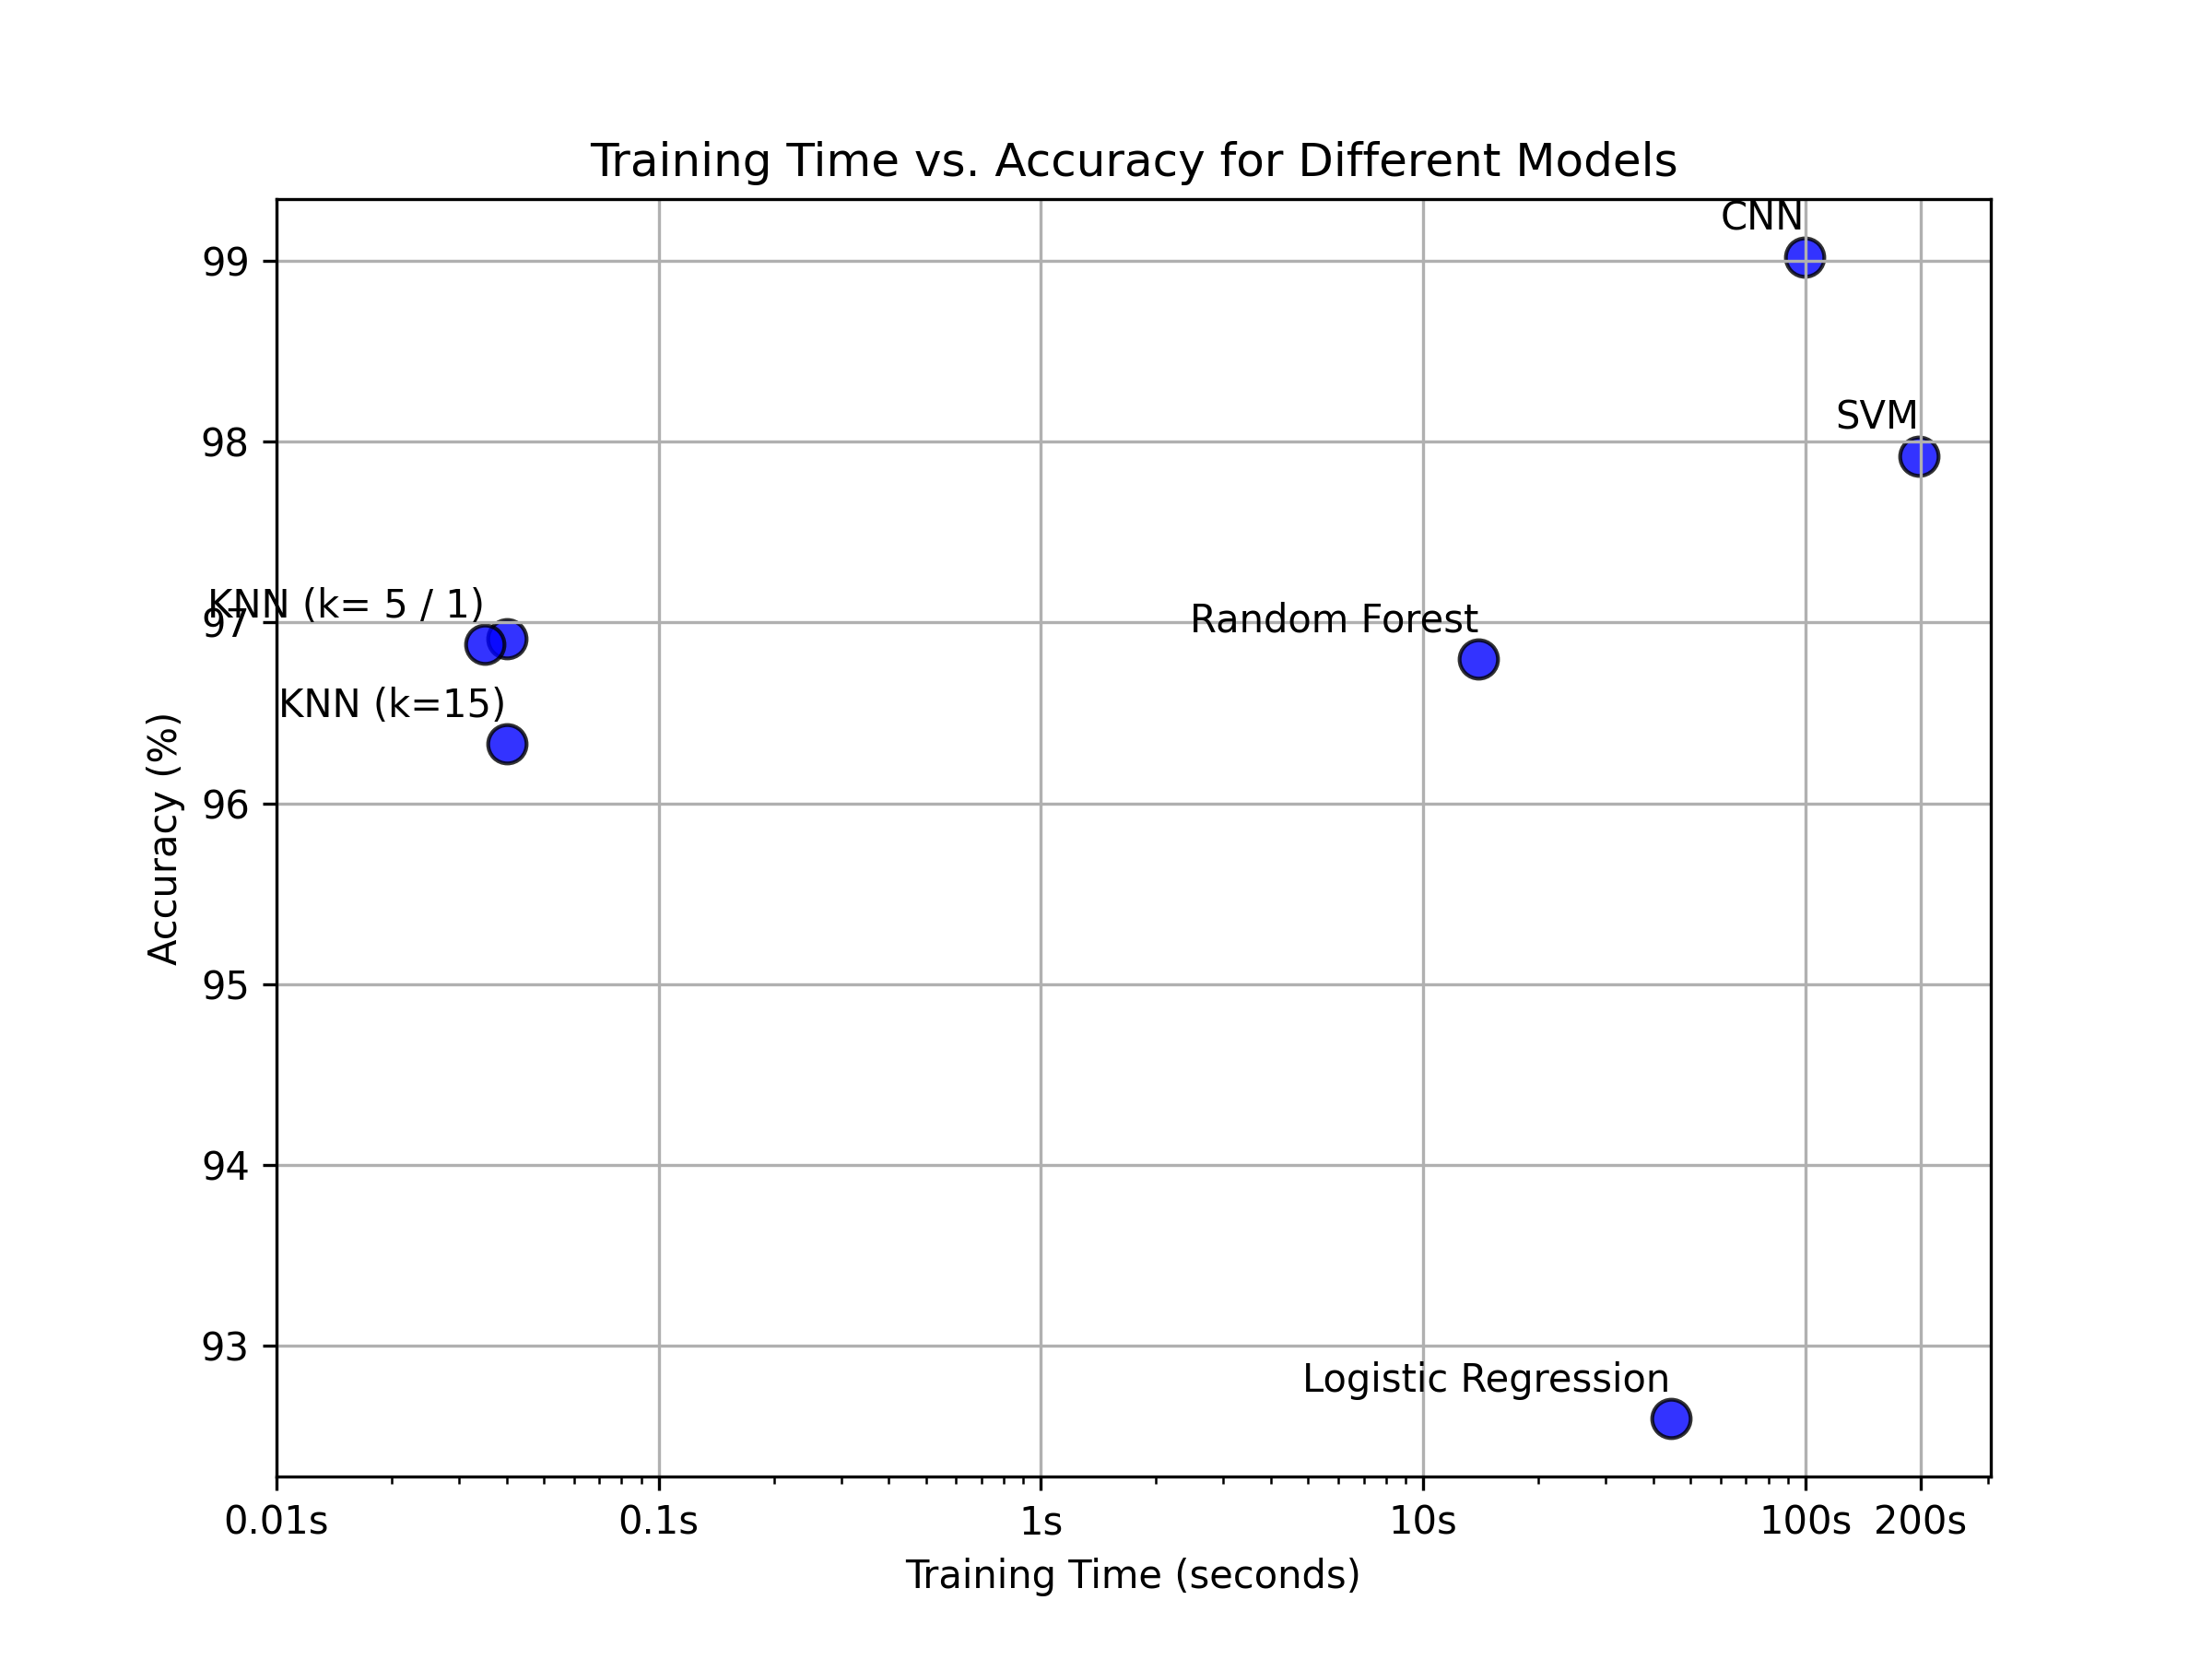 Training Time vs. Accuracy for Different Models
CNN
99
SVM
98
KNN (k= 5 / 1)
97
Random Forest
KNN (k=15)
96
95
94
93
Logistic Regression
Accuracy (%)
0.01s 0.1s 1s 10s 100s 200s
Training Time (seconds)